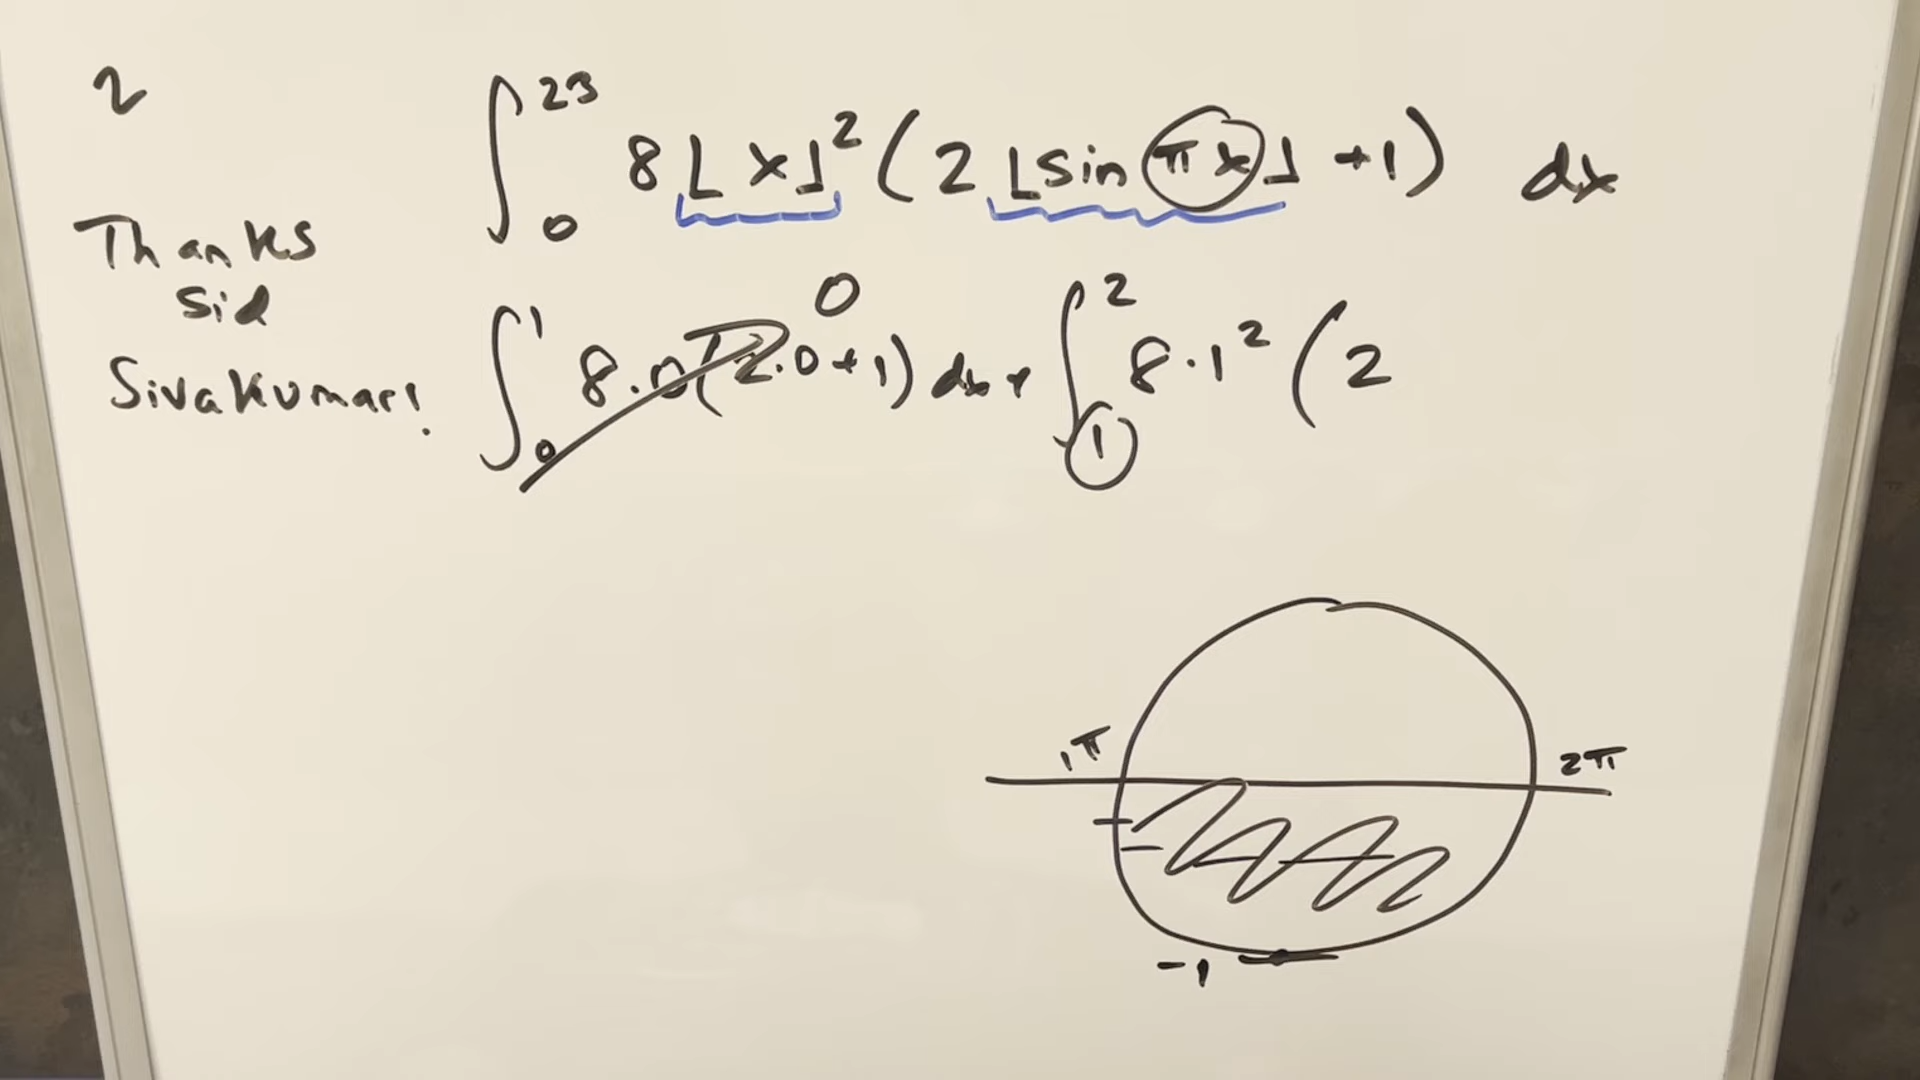 2
∫₀²³ 8⌊x⌋² (2⌊sin πx⌋ + 1) dx
Thanks
Sid
Sivakumar!
∫₀¹ 8·0(2·0+1) dx + ∫₁² 8·1² (2
0
1π
2π
-1